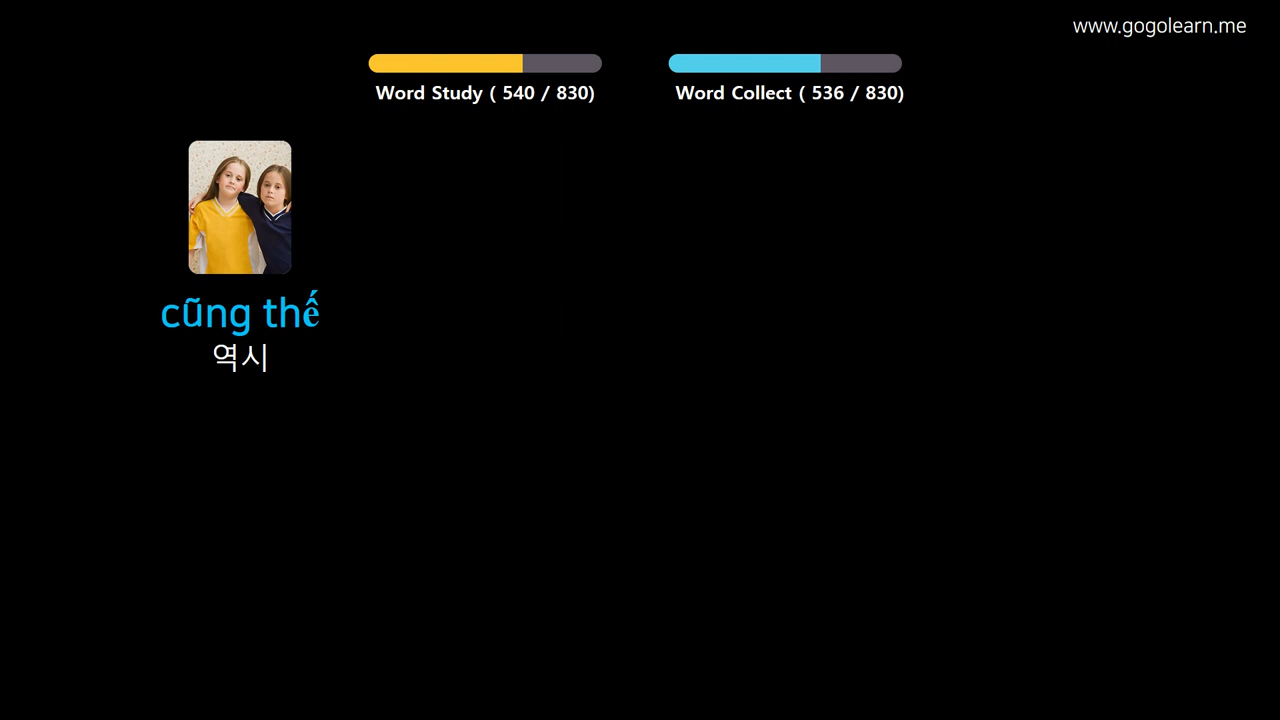 www.gogolearn.me
Word Study ( 540 / 830)
Word Collect ( 536 / 830)
cũng thế
역시